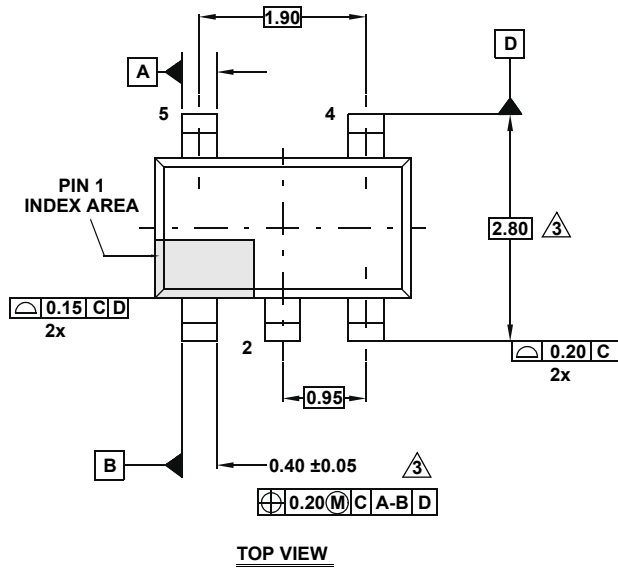 1.90
A
D
5
4
PIN 1
INDEX AREA
2.80
3
0.15 C D
2x
2
0.20 C
2x
0.95
B
0.40 ±0.05
3
0.20 M C A-B D
TOP VIEW